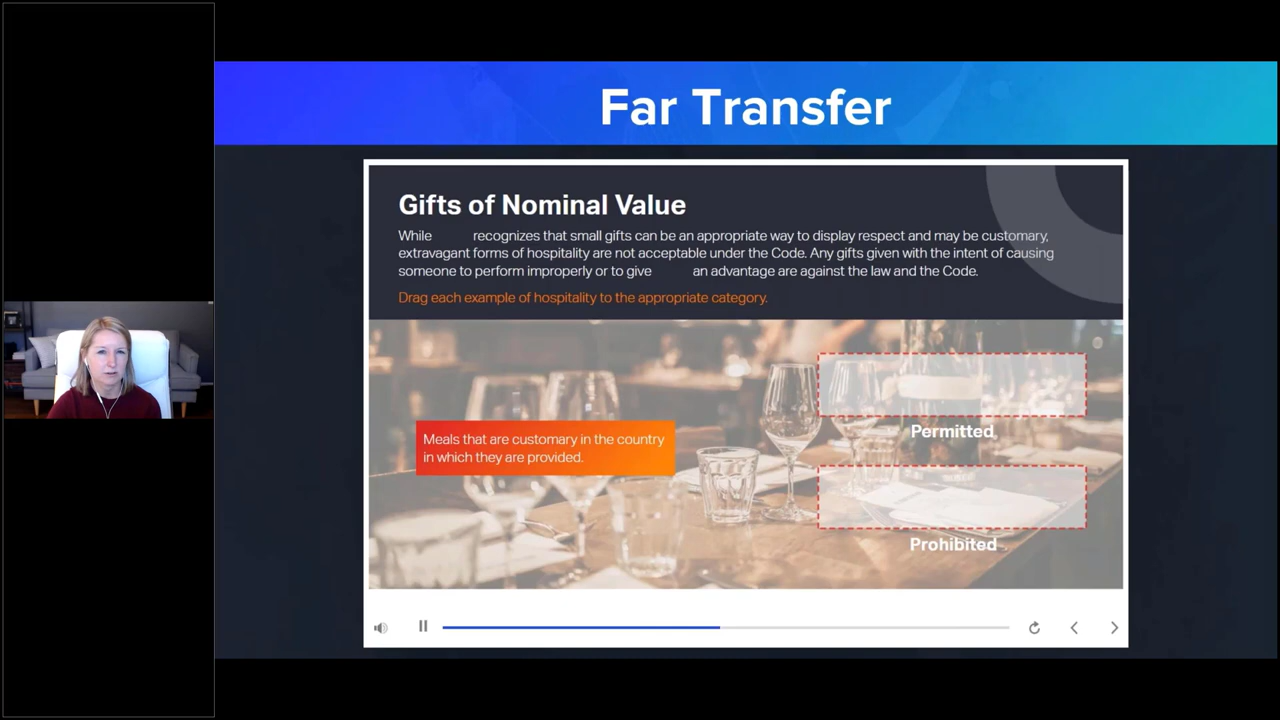 Far Transfer
Gifts of Nominal Value
While recognizes that small gifts can be an appropriate way to display respect and may be customary,
extravagant forms of hospitality are not acceptable under the Code. Any gifts given with the intent of causing
someone to perform improperly or to give an advantage are against the law and the Code.
Drag each example of hospitality to the appropriate category.
Meals that are customary in the country
in which they are provided.
Permitted
Prohibited